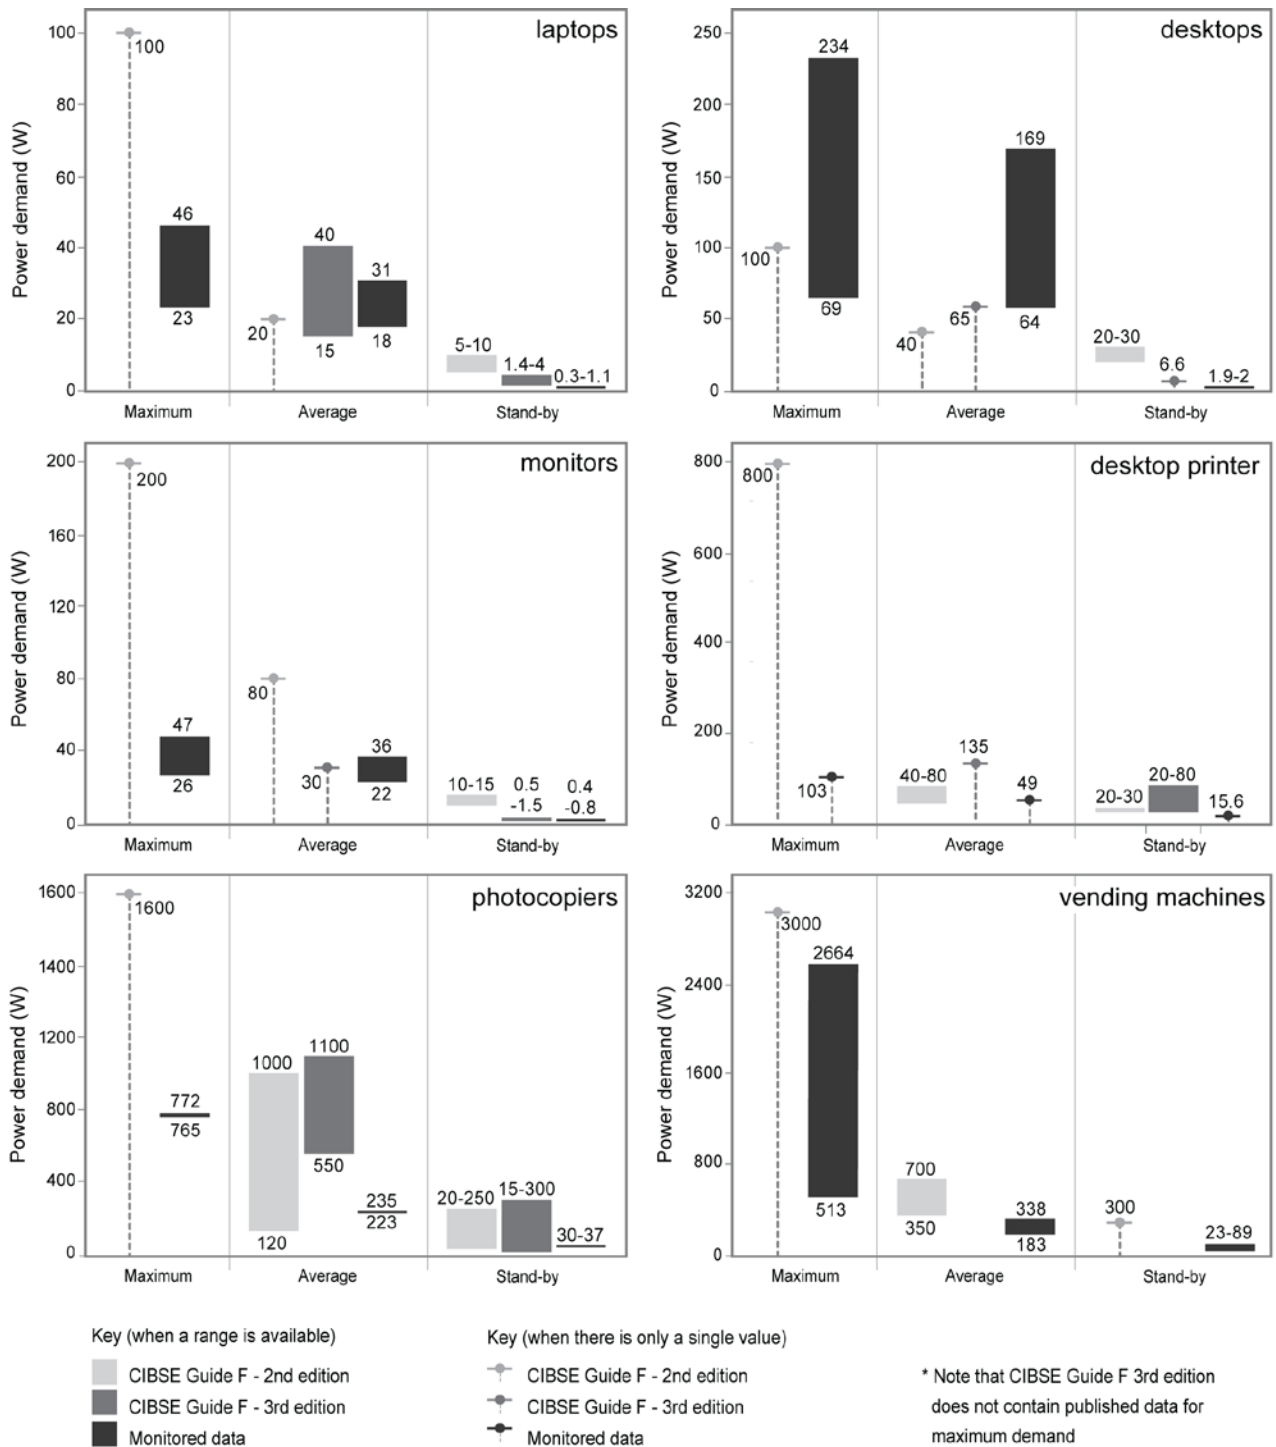 laptops
Power demand (W)
100
80
60
40
20
0
100
46
23
20
40
15
31
18
5-10
1.4-4
0.3-1.1
Maximum
Average
Stand-by
desktops
Power demand (W)
250
200
150
100
50
0
100
234
69
40
65
169
64
20-30
6.6
1.9-2
Maximum
Average
Stand-by
monitors
Power demand (W)
200
160
120
80
40
0
200
47
26
80
30
36
22
10-15
0.5
-1.5
0.4
-0.8
Maximum
Average
Stand-by
desktop printer
Power demand (W)
800
600
400
200
0
800
103
40-80
135
49
20-30
20-80
15.6
Maximum
Average
Stand-by
photocopiers
Power demand (W)
1600
1400
1200
800
400
0
1600
772
765
1000
120
1100
550
235
223
20-250
15-300
30-37
Maximum
Average
Stand-by
vending machines
Power demand (W)
3200
2400
1600
800
0
3000
2664
513
700
350
338
183
300
23-89
Maximum
Average
Stand-by
Key (when a range is available)
CIBSE Guide F - 2nd edition
CIBSE Guide F - 3rd edition
Monitored data
Key (when there is only a single value)
CIBSE Guide F - 2nd edition
CIBSE Guide F - 3rd edition
Monitored data
* Note that CIBSE Guide F 3rd edition
does not contain published data for
maximum demand